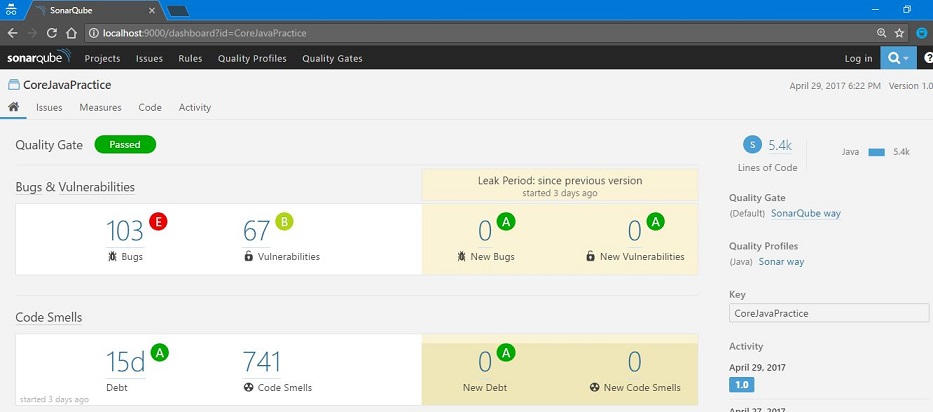 SonarQube
localhost:9000/dashboard?id=CoreJavaPractice
sonarqube Projects Issues Rules Quality Profiles Quality Gates Log in
CoreJavaPractice
April 29, 2017 6:22 PM Version 1.0
Issues Measures Code Activity
Quality Gate Passed
S 5.4k
Lines of Code
Java 5.4k
Leak Period: since previous version
started 3 days ago
Bugs & Vulnerabilities
103 E
Bugs
67 B
Vulnerabilities
0 A
New Bugs
0 A
New Vulnerabilities
Quality Gate
(Default) SonarQube way
Quality Profiles
(Java) Sonar way
Key
CoreJavaPractice
Code Smells
15d A
Debt
started 3 days ago
741
Code Smells
0 A
New Debt
0
New Code Smells
Activity
April 29, 2017
1.0
April 27, 2017